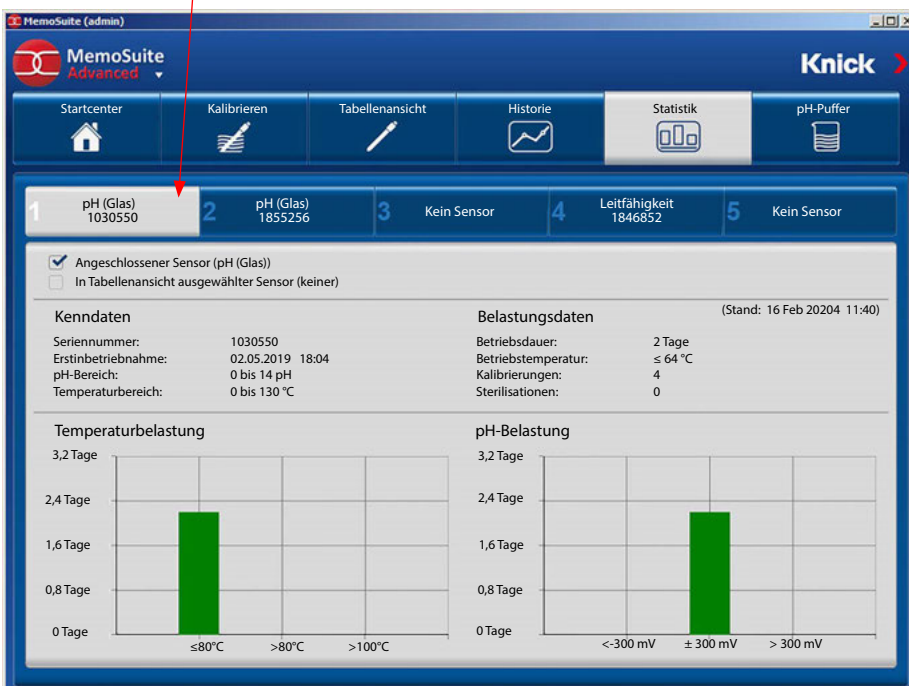 MemoSuite (admin)
MemoSuite
Advanced
Knick
Startcenter
Kalibrieren
Tabellenansicht
Historie
Statistik
pH-Puffer
1 pH (Glas) 1030550
2 pH (Glas) 1855256
3 Kein Sensor
4 Leitfähigkeit 1846852
5 Kein Sensor
Angeschlossener Sensor (pH (Glas))
In Tabellenansicht ausgewählter Sensor (keiner)
Kenndaten
Seriennummer: 1030550
Erstinbetriebnahme: 02.05.2019 18:04
pH-Bereich: 0 bis 14 pH
Temperaturbereich: 0 bis 130 °C
Belastungsdaten
(Stand: 16 Feb 20204 11:40)
Betriebsdauer: 2 Tage
Betriebstemperatur: ≤ 64 °C
Kalibrierungen: 4
Sterilisationen: 0
Temperaturbelastung
3,2 Tage
2,4 Tage
1,6 Tage
0,8 Tage
0 Tage
≤80°C >80°C >100°C
pH-Belastung
3,2 Tage
2,4 Tage
1,6 Tage
0,8 Tage
0 Tage
<-300 mV ± 300 mV > 300 mV